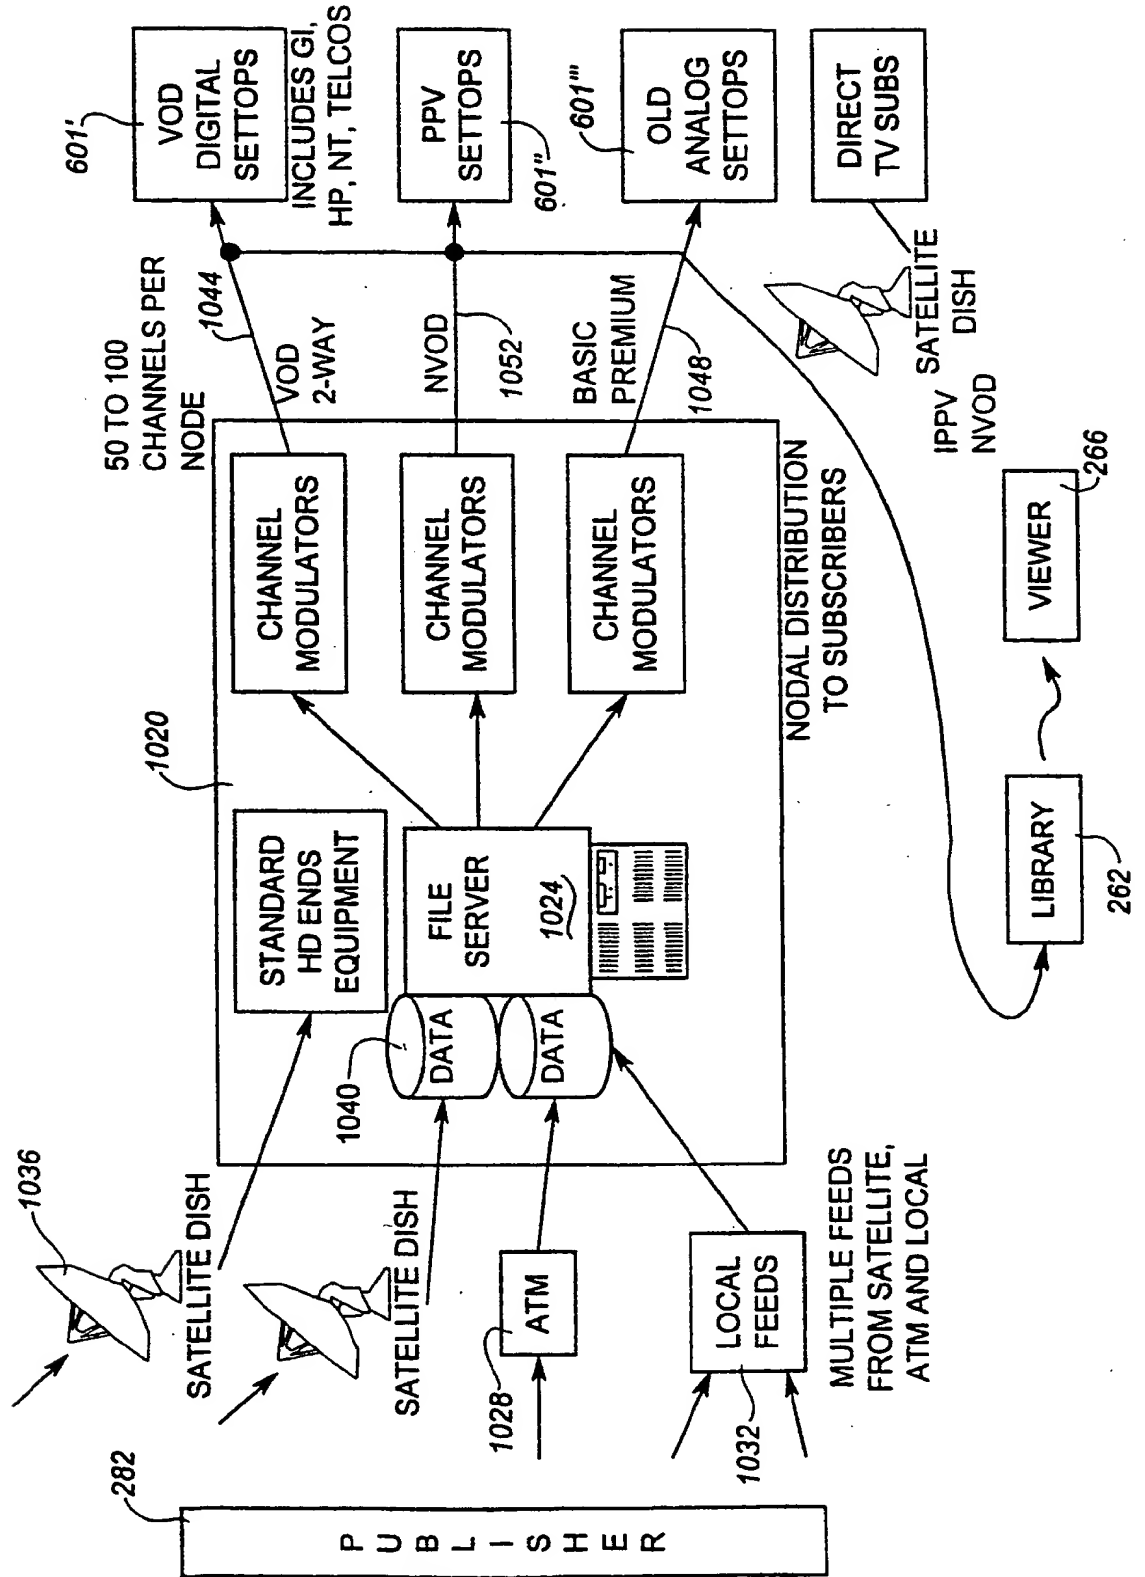 282
PUBLISHER
1036
SATELLITE DISH
SATELLITE DISH
1028
ATM
1032
LOCAL
FEEDS
MULTIPLE FEEDS
FROM SATELLITE,
ATM AND LOCAL
1020
STANDARD
HD ENDS
EQUIPMENT
1040
DATA
DATA
FILE
SERVER
1024
CHANNEL
MODULATORS
CHANNEL
MODULATORS
CHANNEL
MODULATORS
NODAL DISTRIBUTION
TO SUBSCRIBERS
50 TO 100
CHANNELS PER
NODE
1044
VOD
2-WAY
NVOD
1052
BASIC
PREMIUM
1048
601'
VOD
DIGITAL
SETTOPS
INCLUDES GI,
HP, NT, TELCOS
PPV
SETTOPS
601"
601'''
OLD
ANALOG
SETTOPS
DIRECT
TV SUBS
SATELLITE
DISH
IPPV
NVOD
LIBRARY
262
VIEWER
266